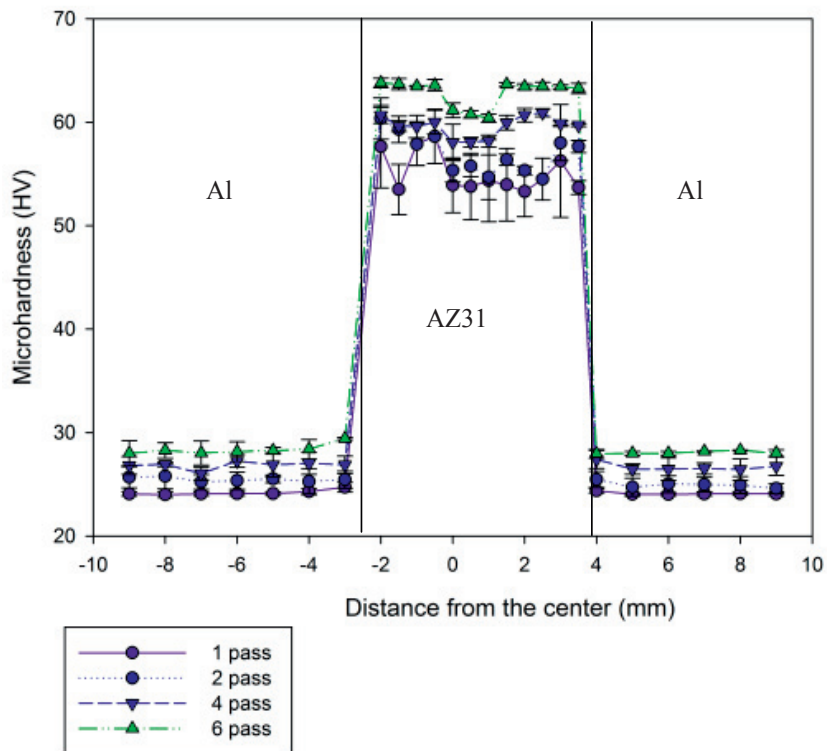 70
60
50
40
30
20
Microhardness (HV)
Al
AZ31
Al
-10 -8 -6 -4 -2 0 2 4 6 8 10
Distance from the center (mm)
1 pass
2 pass
4 pass
6 pass